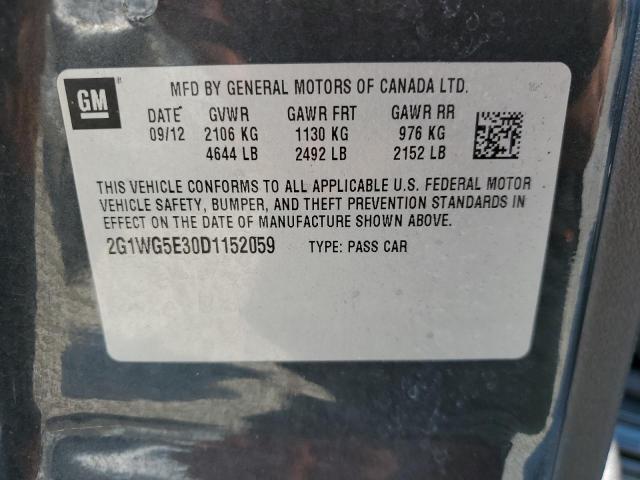 GM
MFD BY GENERAL MOTORS OF CANADA LTD.
DATE GVWR GAWR FRT GAWR RR
09/12 2106 KG 1130 KG 976 KG
4644 LB 2492 LB 2152 LB
THIS VEHICLE CONFORMS TO ALL APPLICABLE U.S. FEDERAL MOTOR
VEHICLE SAFETY, BUMPER, AND THEFT PREVENTION STANDARDS IN
EFFECT ON THE DATE OF MANUFACTURE SHOWN ABOVE.
2G1WG5E30D1152059 TYPE: PASS CAR